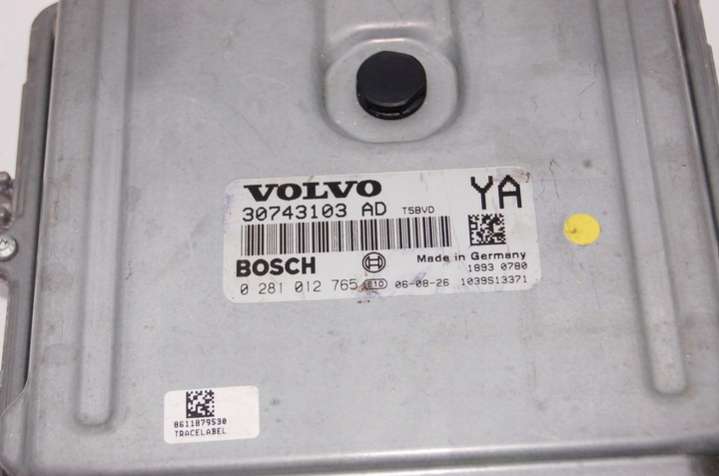 VOLVO YA
30743103 AD T5BVD
Made in Germany
BOSCH 1893 0780
0 281 012 765 E10 06-08-26 1039S13371
8611879530
TRACELABEL